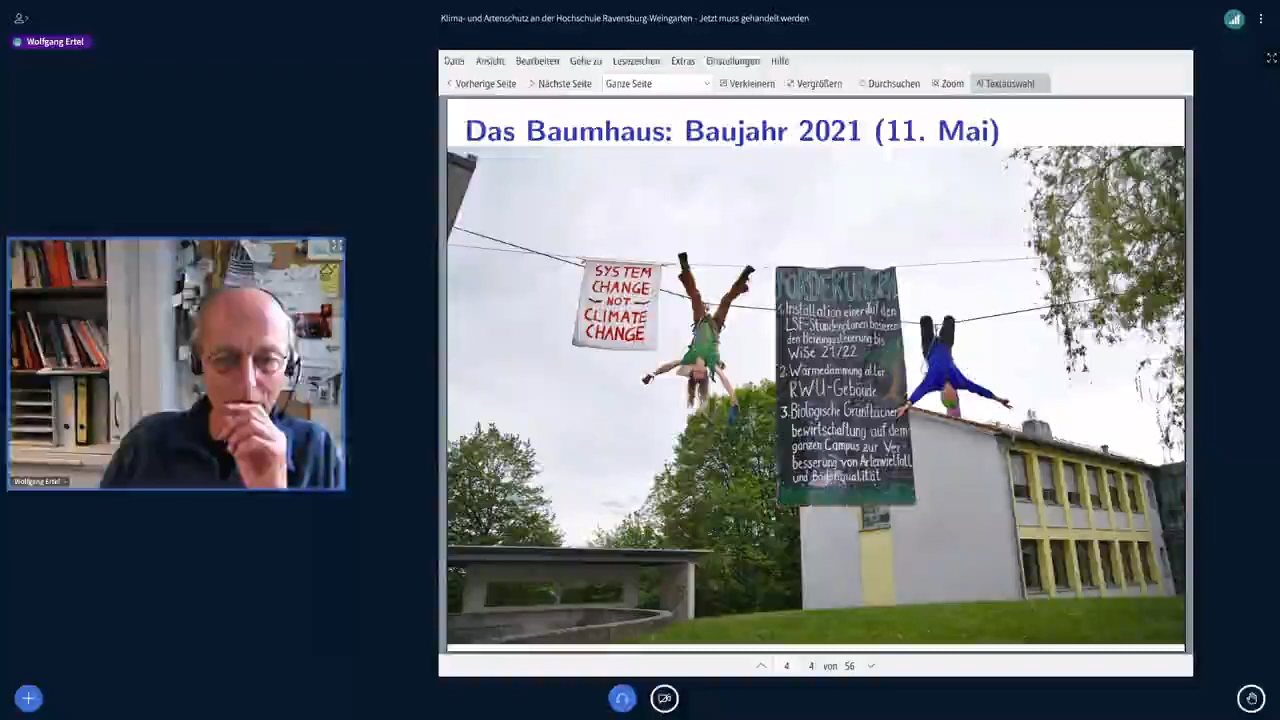 Klima- und Artenschutz an der Hochschule Ravensburg-Weingarten - Jetzt muss gehandelt werden
Wolfgang Ertel
Datei Ansicht Bearbeiten Gehe zu Lesezeichen Extras Einstellungen Hilfe
Vorherige Seite Nächste Seite Ganze Seite Verkleinern Vergrößern Durchsuchen Zoom Textauswahl
Das Baumhaus: Baujahr 2021 (11. Mai)
SYSTEM
CHANGE
NOT
CLIMATE
CHANGE
FORDERUNGEN
1. Installation einer auf den
LSF-Stundenplänen basieren
den Heizungssteuerung bis
WiSe 21/22
2. Wärmedämmung aller
RWU-Gebäude
3. Biologische Grünflächen
bewirtschaftung auf dem
ganzen Campus zur Ver
besserung von Artenvielfalt
und Bodenqualität
Wolfgang Ertel
4 4 von 56